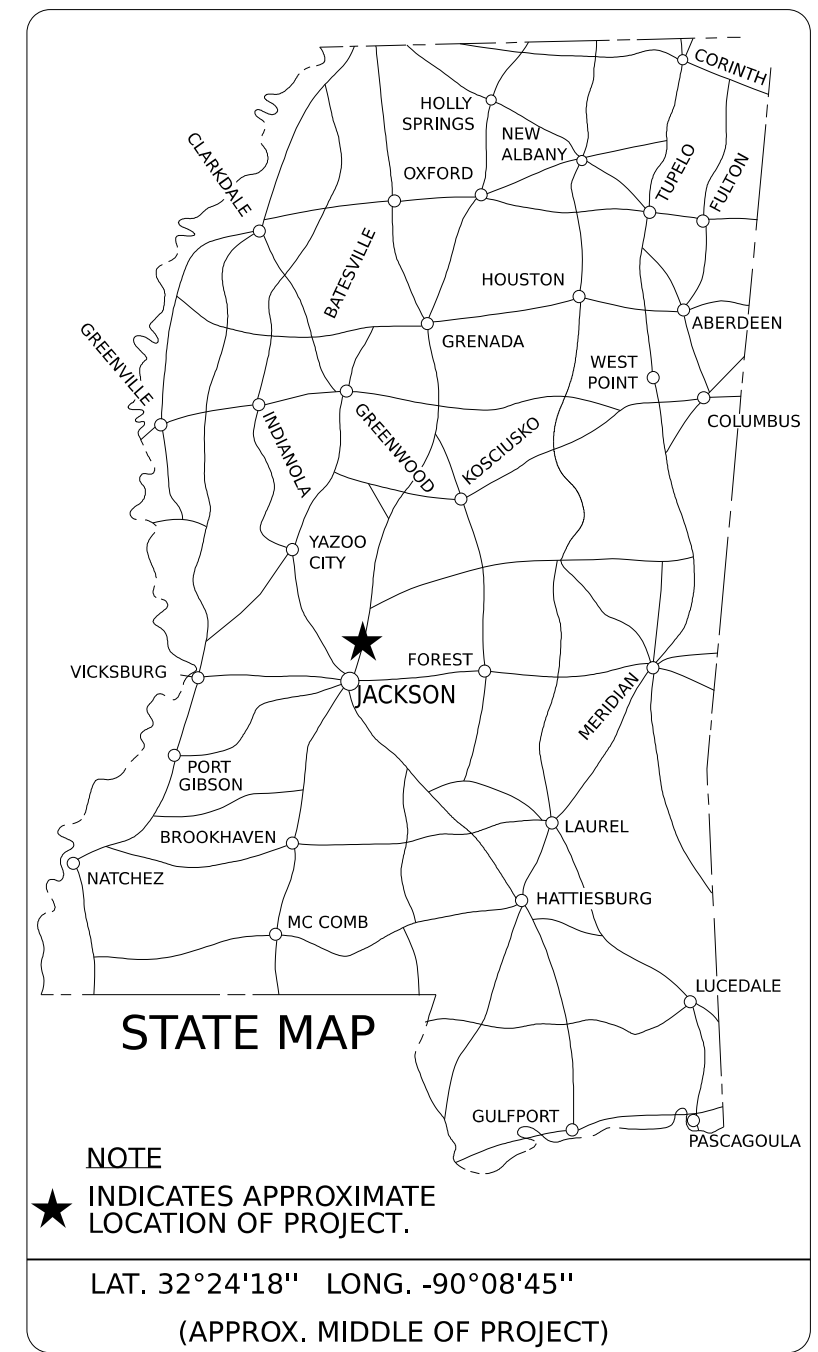 CORINTH
HOLLY
SPRINGS
NEW
ALBANY
CLARKDALE
OXFORD
TUPELO
FULTON
BATESVILLE
HOUSTON
ABERDEEN
GREENVILLE
GRENADA
WEST
POINT
COLUMBUS
INDIANOLA
GREENWOOD
KOSCIUSKO
YAZOO
CITY
VICKSBURG
FOREST
JACKSON
MERIDIAN
PORT
GIBSON
BROOKHAVEN
LAUREL
NATCHEZ
HATTIESBURG
MC COMB
LUCEDALE
STATE MAP
GULFPORT
PASCAGOULA
NOTE
INDICATES APPROXIMATE
LOCATION OF PROJECT.
LAT. 32°24'18" LONG. -90°08'45"
(APPROX. MIDDLE OF PROJECT)